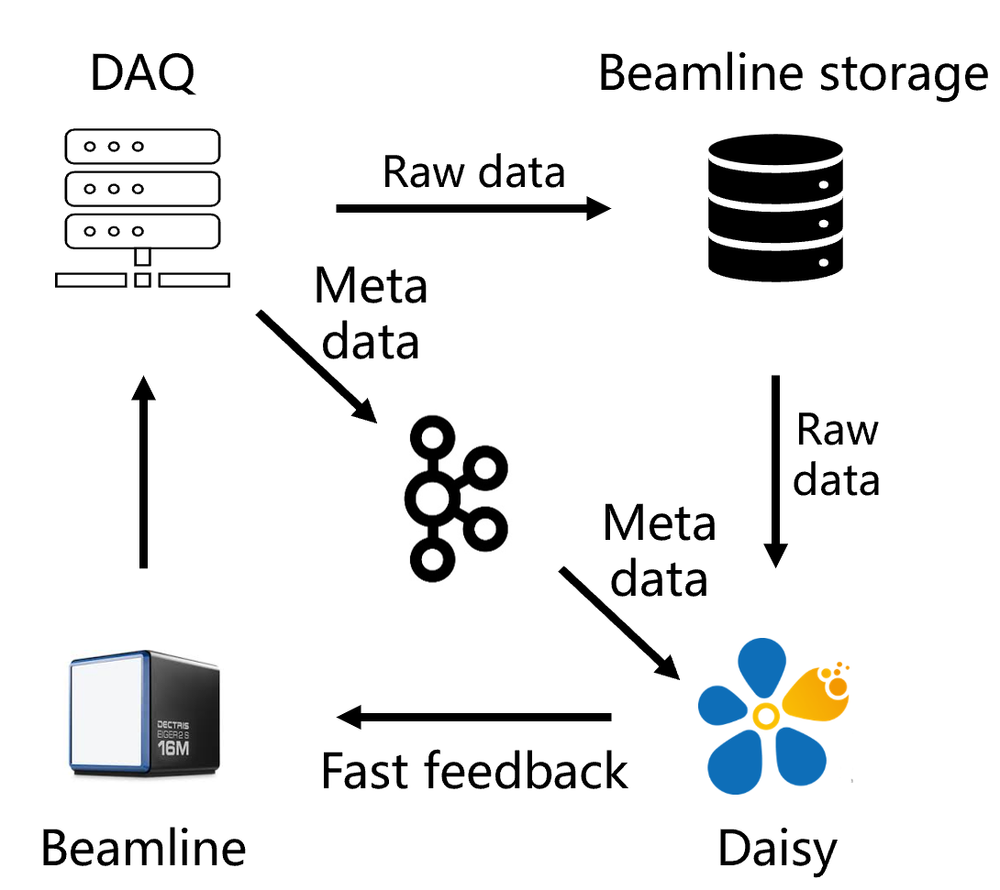 DAQ
Beamline storage
Raw data
Meta
data
Raw
data
Meta
data
DECTRIS
EIGER2 S
16M
Fast feedback
Beamline
Daisy